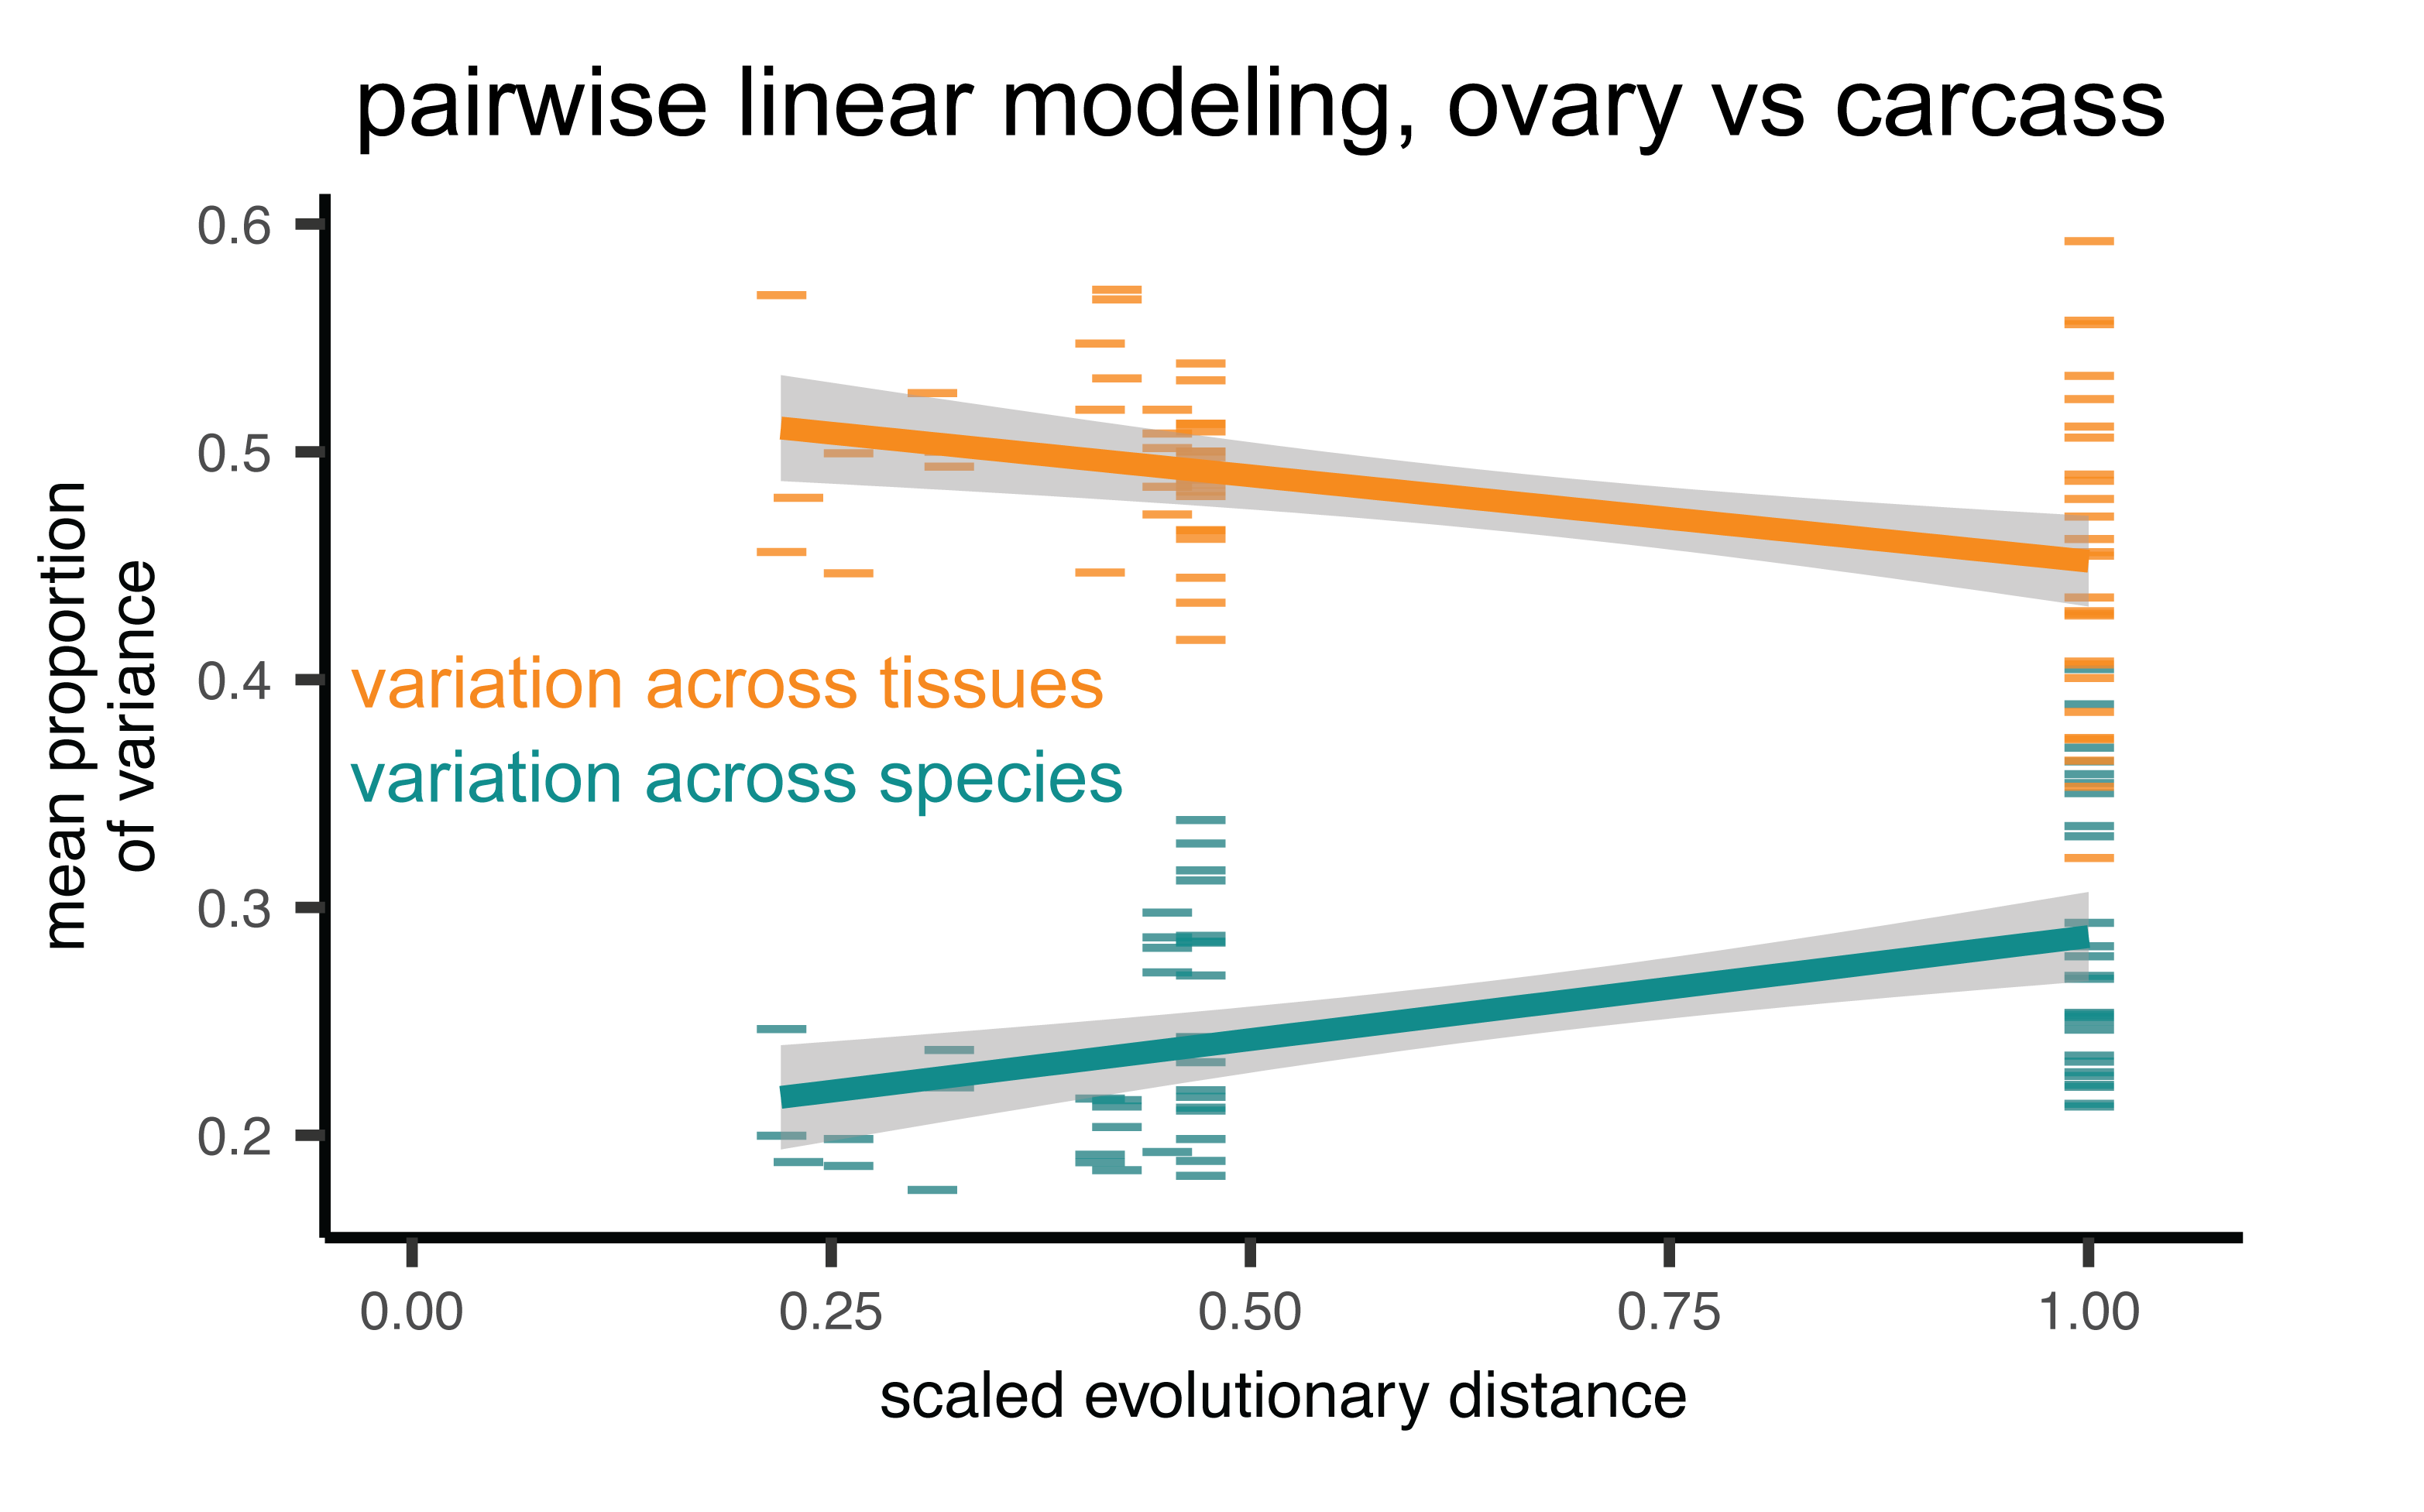 pairwise linear modeling, ovary vs carcass
mean proportion
of variance
0.6
0.5
0.4
0.3
0.2
variation across tissues
variation across species
0.00
0.25
0.50
0.75
1.00
scaled evolutionary distance